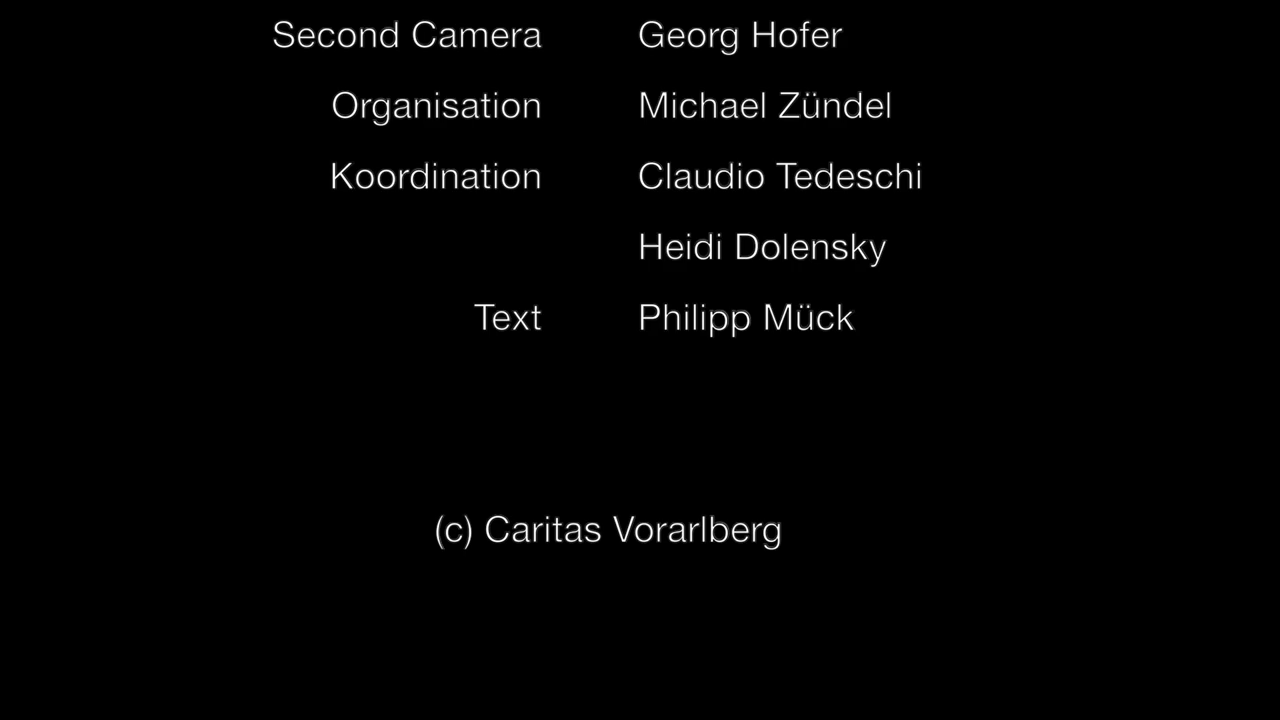 Second Camera Georg Hofer
Organisation Michael Zündel
Koordination Claudio Tedeschi
Heidi Dolensky
Text Philipp Mück
(c) Caritas Vorarlberg